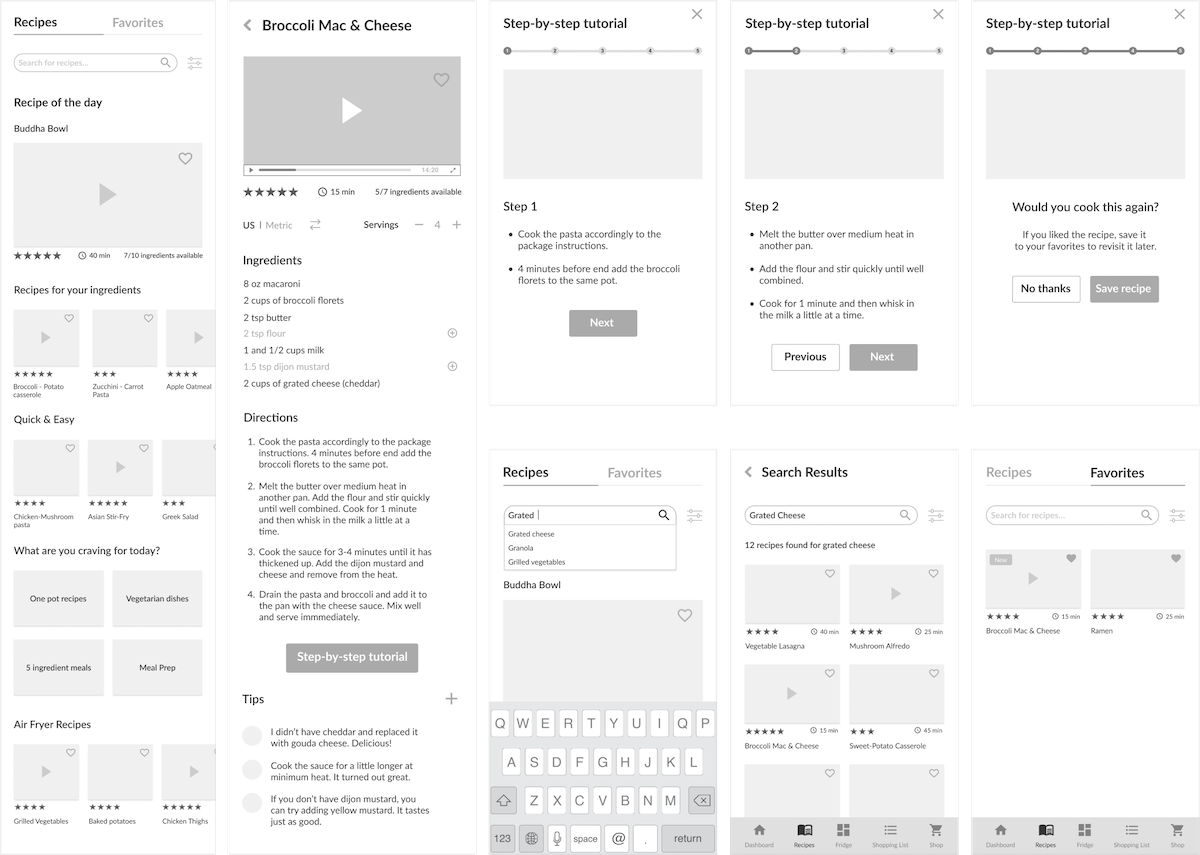 Recipes
Favorites
Search for recipes...
Recipe of the day
Buddha Bowl
40 min
7/10 ingredients available
Recipes for your ingredients
Broccoli - Potato
casserole
Zucchini - Carrot
Pasta
Apple Oatmeal
Quick & Easy
Chicken-Mushroom
pasta
Asian Stir-Fry
Greek Salad
What are you craving for today?
One pot recipes
Vegetarian dishes
5 ingredient meals
Meal Prep
Air Fryer Recipes
Grilled Vegetables
Baked potatoes
Chicken Thighs
Broccoli Mac & Cheese
14:20
15 min
5/7 ingredients available
US | Metric
Servings
4
Ingredients
8 oz macaroni
2 cups of broccoli florets
2 tsp butter
2 tsp flour
1 and 1/2 cups milk
1.5 tsp dijon mustard
2 cups of grated cheese (cheddar)
Directions
1. Cook the pasta accordingly to the package
instructions. 4 minutes before end add the
broccoli florets to the same pot.
2. Melt the butter over medium heat in
another pan. Add the flour and stir quickly
until well combined. Cook for 1 minute
and then whisk in the milk a little at a
time.
3. Cook the sauce for 3-4 minutes until it has
thickened up. Add the dijon mustard and
cheese and remove from the heat.
4. Drain the pasta and broccoli and add it to
the pan with the cheese sauce. Mix well
and serve immmediately.
Step-by-step tutorial
Tips
I didn't have cheddar and replaced it
with gouda cheese. Delicious!
Cook the sauce for a little longer at
minimum heat. It turned out great.
If you don't have dijon mustard, you
can try adding yellow mustard. It tastes
just as good.
Step-by-step tutorial
1 2 3 4 5
Step 1
• Cook the pasta accordingly to the
package instructions.
• 4 minutes before end add the broccoli
florets to the same pot.
Next
Step-by-step tutorial
1 2 3 4 5
Step 2
• Melt the butter over medium heat in
another pan.
• Add the flour and stir quickly until well
combined.
• Cook for 1 minute and then whisk in
the milk a little at a time.
Previous
Next
Step-by-step tutorial
1 2 3 4 5
Would you cook this again?
If you liked the recipe, save it
to your favorites to revisit it later.
No thanks
Save recipe
Recipes
Favorites
Grated
Grated cheese
Granola
Grilled vegetables
Buddha Bowl
Q W E R T Y U I Q P
A S D F G H J K L
Z X C V B N M
123 space @ . return
Search Results
Grated Cheese
12 recipes found for grated cheese
40 min
Vegetable Lasagna
25 min
Mushroom Alfredo
15 min
Broccoli Mac & Cheese
45 min
Sweet-Potato Casserole
Dashboard
Recipes
Fridge
Shopping List
Shop
Recipes
Favorites
Search for recipes...
New
15 min
Broccoli Mac & Cheese
25 min
Ramen
Dashboard
Recipes
Fridge
Shopping List
Shop